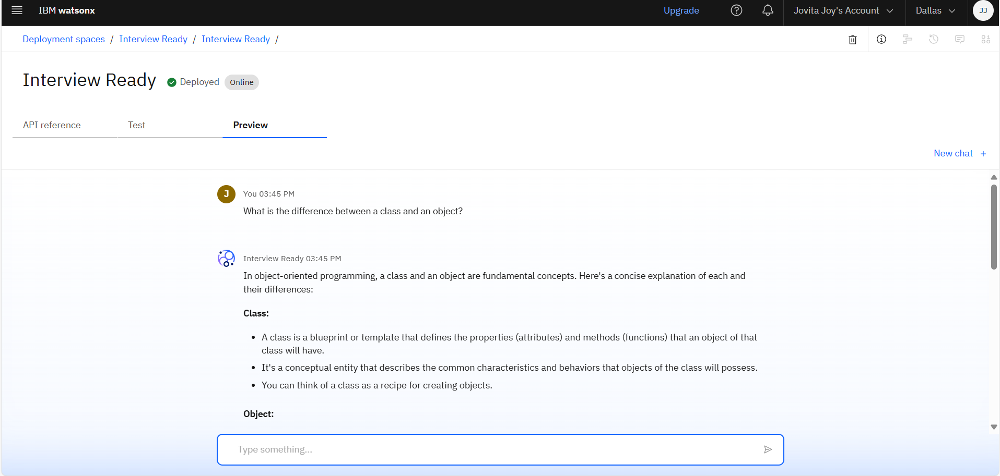 IBM watsonx
Upgrade
Jovita Joy's Account
Dallas
JJ
Deployment spaces / Interview Ready / Interview Ready /
Interview Ready
Deployed
Online
API reference
Test
Preview
New chat +
J
You 03:45 PM
What is the difference between a class and an object?
Interview Ready 03:45 PM
In object-oriented programming, a class and an object are fundamental concepts. Here's a concise explanation of each and
their differences:
Class:
• A class is a blueprint or template that defines the properties (attributes) and methods (functions) that an object of that
class will have.
• It's a conceptual entity that describes the common characteristics and behaviors that objects of the class will possess.
• You can think of a class as a recipe for creating objects.
Object:
Type something...